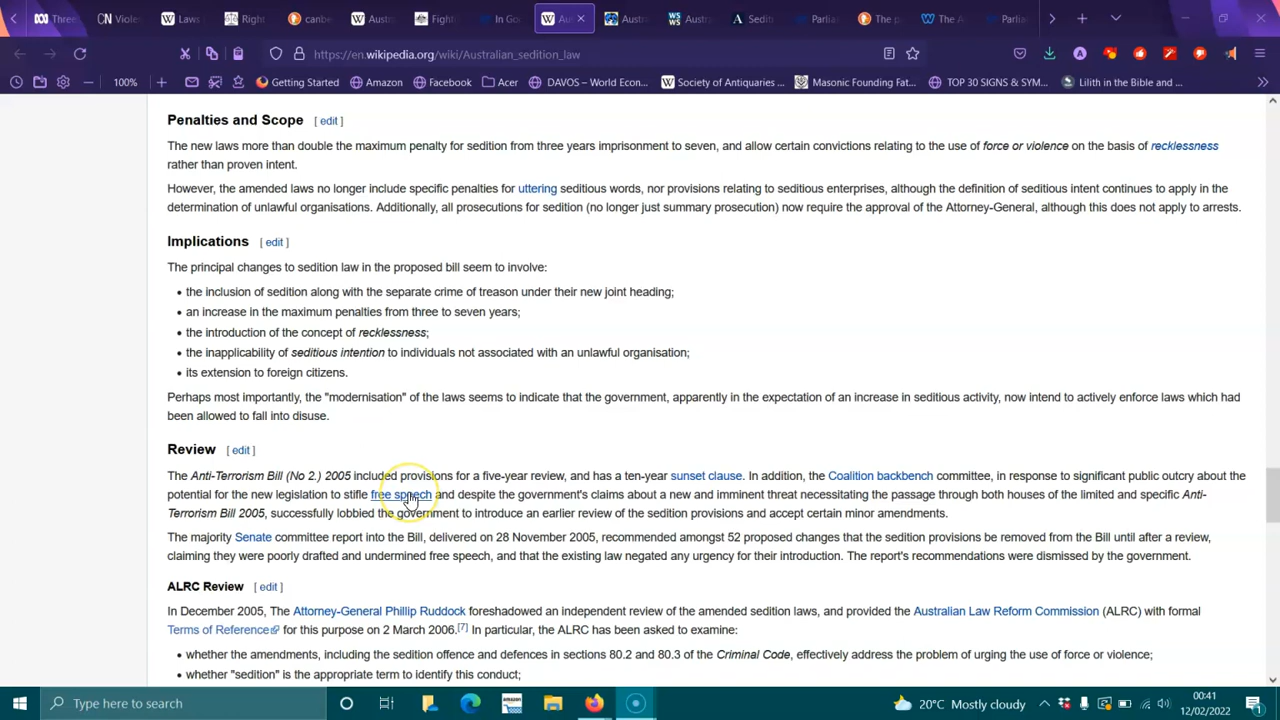 Three
Violen
Laws
Right
canbe
Austra
Fightr
In Goo
Au
Austr
Austra
Sediti
Parlia
The p
The A
Parlia
https://en.wikipedia.org/wiki/Australian_sedition_law
100%
Getting Started
Amazon
Facebook
Acer
DAVOS – World Econ...
Society of Antiquaries ...
Masonic Founding Fat...
TOP 30 SIGNS & SYM...
Lilith in the Bible and ...
Penalties and Scope [ edit ]
The new laws more than double the maximum penalty for sedition from three years imprisonment to seven, and allow certain convictions relating to the use of force or violence on the basis of recklessness
rather than proven intent.
However, the amended laws no longer include specific penalties for uttering seditious words, nor provisions relating to seditious enterprises, although the definition of seditious intent continues to apply in the
determination of unlawful organisations. Additionally, all prosecutions for sedition (no longer just summary prosecution) now require the approval of the Attorney-General, although this does not apply to arrests.
Implications [ edit ]
The principal changes to sedition law in the proposed bill seem to involve:
• the inclusion of sedition along with the separate crime of treason under their new joint heading;
• an increase in the maximum penalties from three to seven years;
• the introduction of the concept of recklessness;
• the inapplicability of seditious intention to individuals not associated with an unlawful organisation;
• its extension to foreign citizens.
Perhaps most importantly, the "modernisation" of the laws seems to indicate that the government, apparently in the expectation of an increase in seditious activity, now intend to actively enforce laws which had
been allowed to fall into disuse.
Review [ edit ]
The Anti-Terrorism Bill (No 2.) 2005 included provisions for a five-year review, and has a ten-year sunset clause. In addition, the Coalition backbench committee, in response to significant public outcry about the
potential for the new legislation to stifle free speech and despite the government's claims about a new and imminent threat necessitating the passage through both houses of the limited and specific Anti-
Terrorism Bill 2005, successfully lobbied the government to introduce an earlier review of the sedition provisions and accept certain minor amendments.
The majority Senate committee report into the Bill, delivered on 28 November 2005, recommended amongst 52 proposed changes that the sedition provisions be removed from the Bill until after a review,
claiming they were poorly drafted and undermined free speech, and that the existing law negated any urgency for their introduction. The report's recommendations were dismissed by the government.
ALRC Review [ edit ]
In December 2005, The Attorney-General Phillip Ruddock foreshadowed an independent review of the amended sedition laws, and provided the Australian Law Reform Commission (ALRC) with formal
Terms of Reference for this purpose on 2 March 2006.[7] In particular, the ALRC has been asked to examine:
• whether the amendments, including the sedition offence and defences in sections 80.2 and 80.3 of the Criminal Code, effectively address the problem of urging the use of force or violence;
• whether "sedition" is the appropriate term to identify this conduct;
Type here to search
20°C Mostly cloudy
00:41
12/02/2022